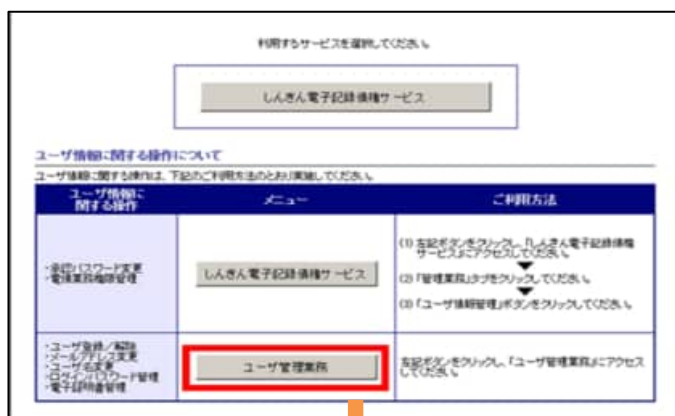 利用するサービスを選択してください。
しんきん電子記録債権サービス
ユーザ情報に関する操作について
ユーザ情報に関する操作は、下記のご利用方法のとおり実施してください。
ユーザ情報に
関する操作
メニュー
ご利用方法
・承認パスワード変更
・電債業務権限管理
しんきん電子記録債権サービス
(1) 左記ボタンをクリックし、「しんきん電子記録債権
サービス」にアクセスしてください。
(2) 「管理業務」タブをクリックしてください。
(3) 「ユーザ情報管理」ボタンをクリックしてください。
・ユーザ登録／解除
・メールアドレス変更
・ユーザ名変更
・ログインパスワード管理
・電子証明書管理
ユーザ管理業務
左記ボタンをクリックし、「ユーザ管理業務」にアクセス
してください。